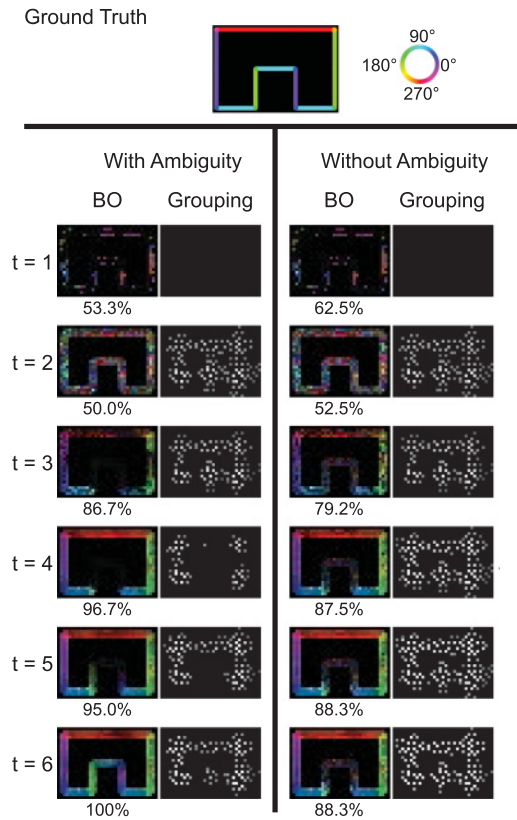 Ground Truth
90°
180° 0°
270°
With Ambiguity Without Ambiguity
BO Grouping BO Grouping
t = 1
53.3% 62.5%
t = 2
50.0% 52.5%
t = 3
86.7% 79.2%
t = 4
96.7% 87.5%
t = 5
95.0% 88.3%
t = 6
100% 88.3%